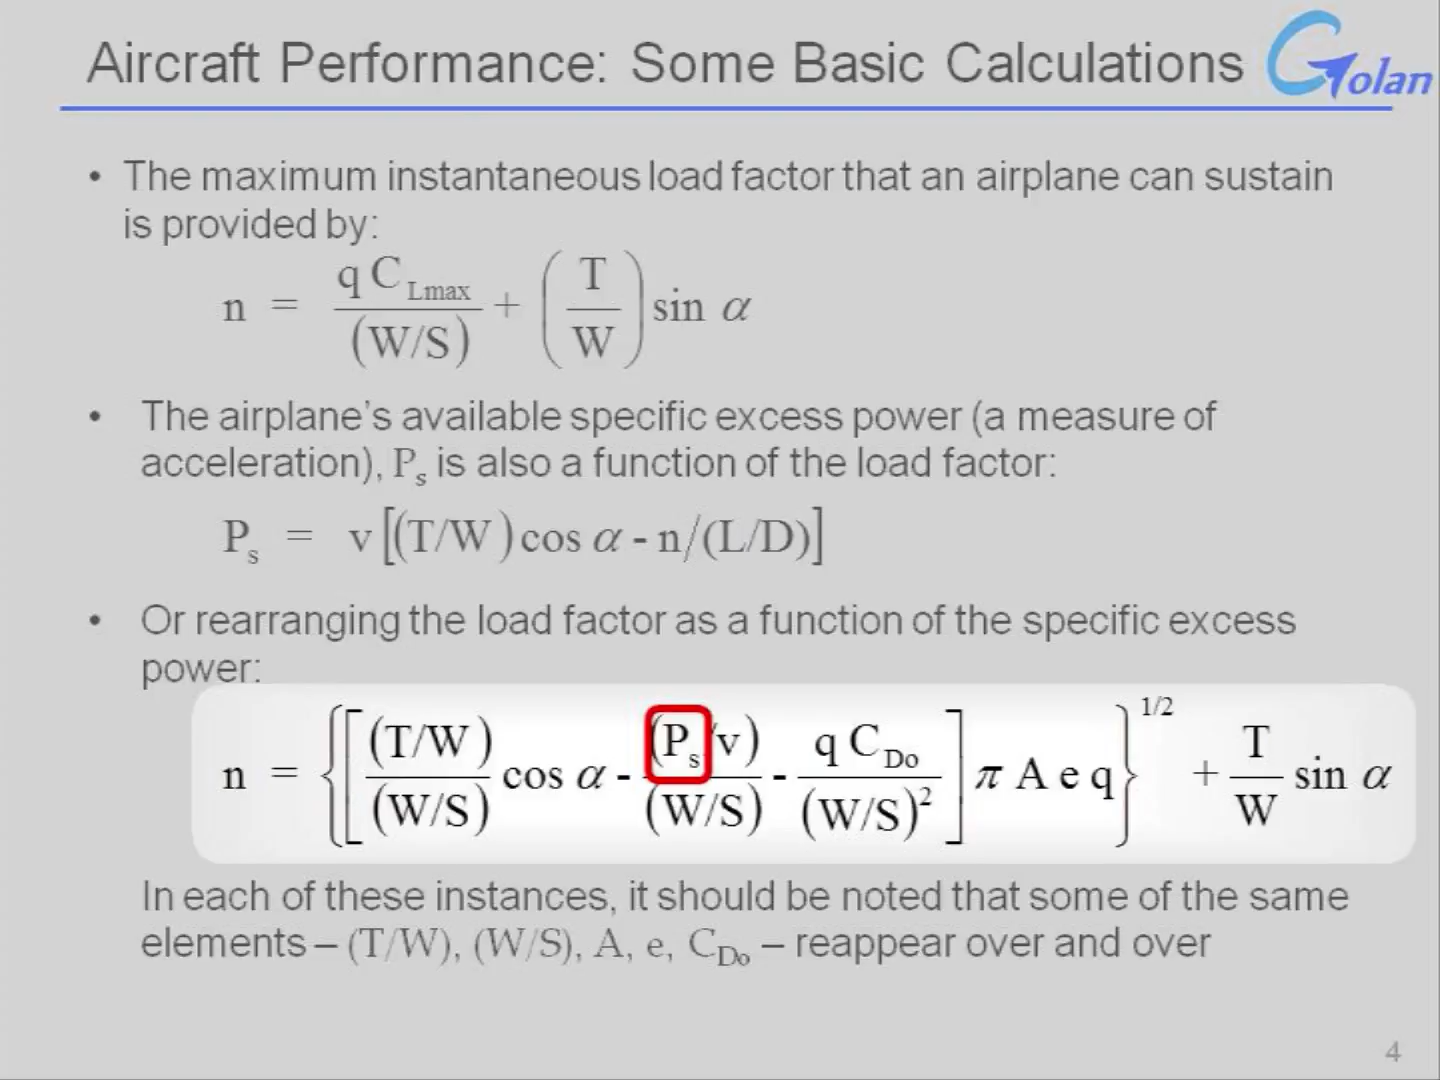 Aircraft Performance: Some Basic Calculations
Golan
• The maximum instantaneous load factor that an airplane can sustain
is provided by:
n = q C_Lmax / (W/S) + (T / W) sin α
• The airplane's available specific excess power (a measure of
acceleration), P_s is also a function of the load factor:
P_s = v [(T/W) cos α - n/(L/D)]
• Or rearranging the load factor as a function of the specific excess
power:
n = {[(T/W) / (W/S) cos α - (P_s/v) / (W/S) - q C_Do / (W/S)²] π A e q}^1/2 + T / W sin α
In each of these instances, it should be noted that some of the same
elements – (T/W), (W/S), A, e, C_Do – reappear over and over
4